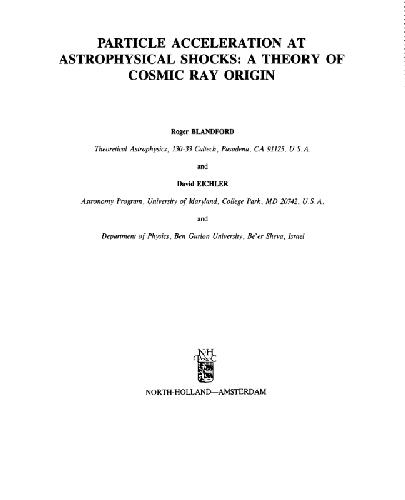 PARTICLE ACCELERATION AT
ASTROPHYSICAL SHOCKS: A THEORY OF
COSMIC RAY ORIGIN
Roger BLANDFORD
Theoretical Astrophysics, 130-33 Caltech, Pasadena, CA 91125, U.S.A.
and
David EICHLER
Astronomy Program, University of Maryland, College Park, MD 20742, U.S.A.
and
Department of Physics, Ben Gurion University, Be'er Sheva, Israel
NORTH-HOLLAND—AMSTERDAM